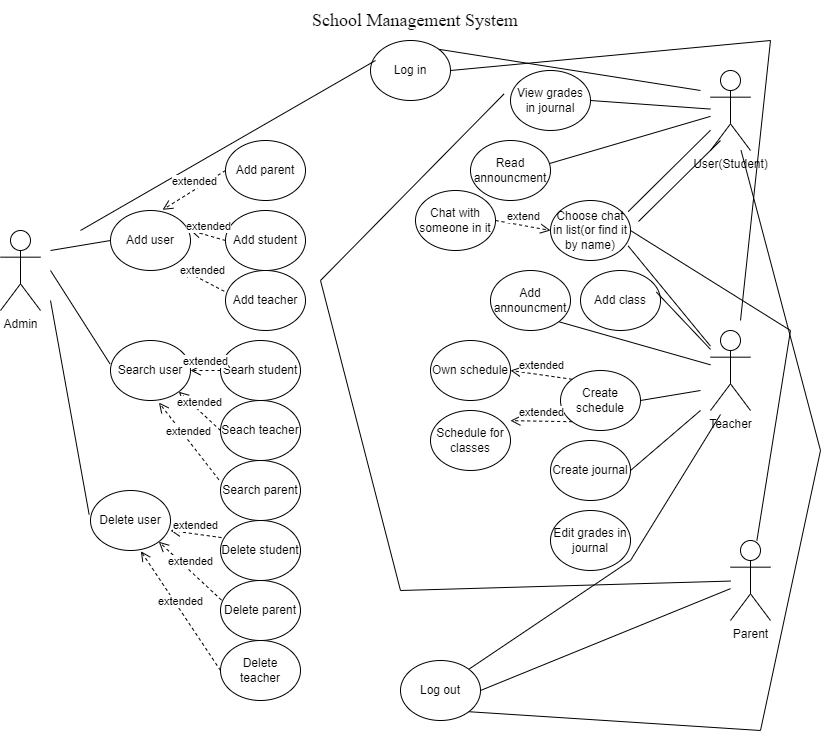 School Management System
Log in
View grades
in journal
User(Student)
Read
announcment
extended
Add parent
Chat with
someone in it
extend
Choose chat
in list(or find it
by name)
Add user
extended
Add student
extended
Add teacher
Admin
Add
announcment
Add class
Search user
extended
Searh student
Own schedule
extended
Create
schedule
Teacher
extended
Seach teacher
extended
extended
Schedule for
classes
Create journal
Search parent
Delete user
extended
Delete student
Edit grades in
journal
extended
extended
Delete parent
Parent
Delete
teacher
Log out